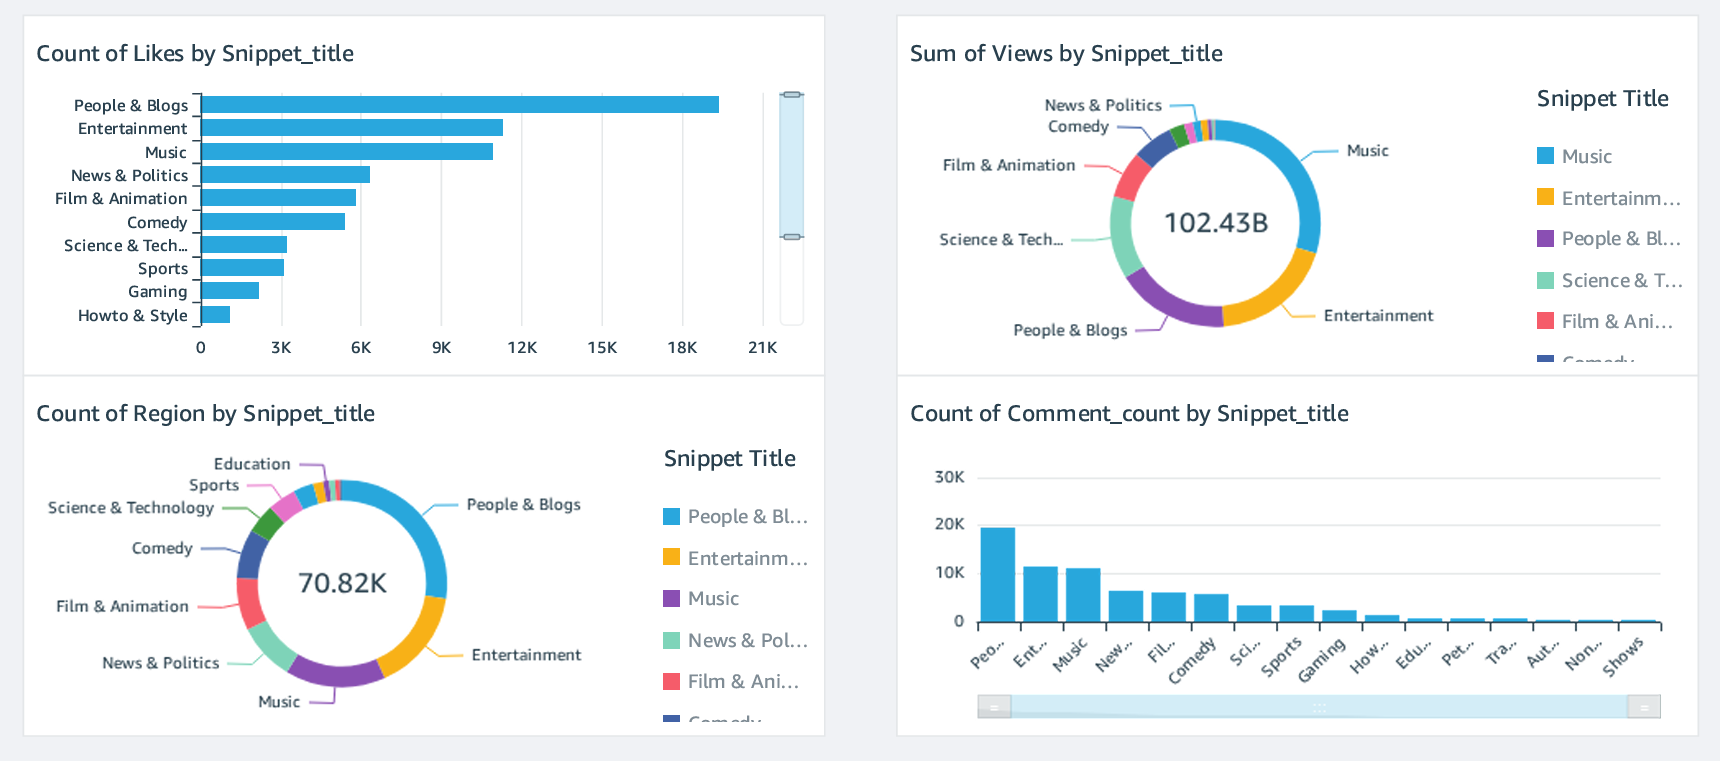 Count of Likes by Snippet_title
People & Blogs
Entertainment
Music
News & Politics
Film & Animation
Comedy
Science & Tech...
Sports
Gaming
Howto & Style
0 3K 6K 9K 12K 15K 18K 21K
Sum of Views by Snippet_title
News & Politics
Comedy
Film & Animation
Science & Tech...
People & Blogs
Music
Entertainment
102.43B
Snippet Title
Music
Entertainm...
People & Bl...
Science & T...
Film & Ani...
Comedy
Count of Region by Snippet_title
Education
Sports
Science & Technology
Comedy
Film & Animation
News & Politics
Music
People & Blogs
Entertainment
70.82K
Snippet Title
People & Bl...
Entertainm...
Music
News & Pol...
Film & Ani...
Comedy
Count of Comment_count by Snippet_title
30K
20K
10K
0
Peo... Ent... Music New... Fil... Comedy Sci... Sports Gaming How... Edu... Pet... Tra... Aut... Non... Shows